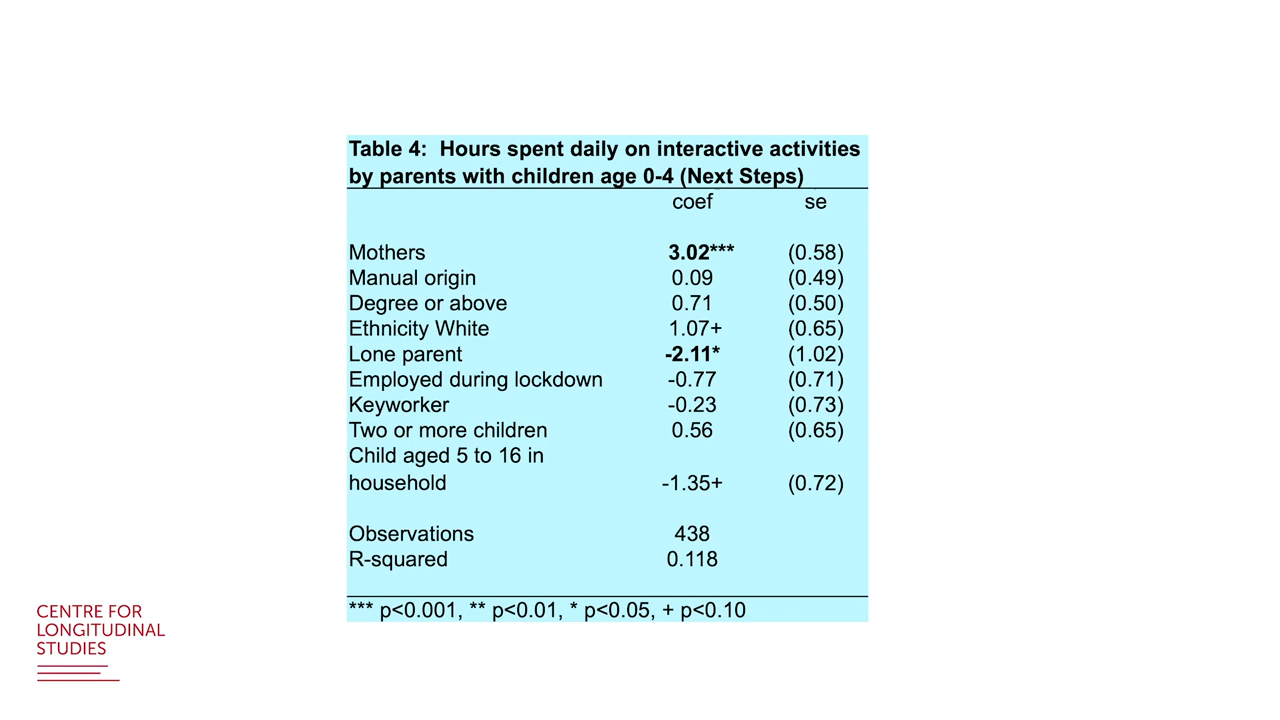 Table 4: Hours spent daily on interactive activities
by parents with children age 0-4 (Next Steps)
coef se
Mothers 3.02*** (0.58)
Manual origin 0.09 (0.49)
Degree or above 0.71 (0.50)
Ethnicity White 1.07+ (0.65)
Lone parent -2.11* (1.02)
Employed during lockdown -0.77 (0.71)
Keyworker -0.23 (0.73)
Two or more children 0.56 (0.65)
Child aged 5 to 16 in
household -1.35+ (0.72)
Observations 438
R-squared 0.118
*** p<0.001, ** p<0.01, * p<0.05, + p<0.10
CENTRE FOR
LONGITUDINAL
STUDIES